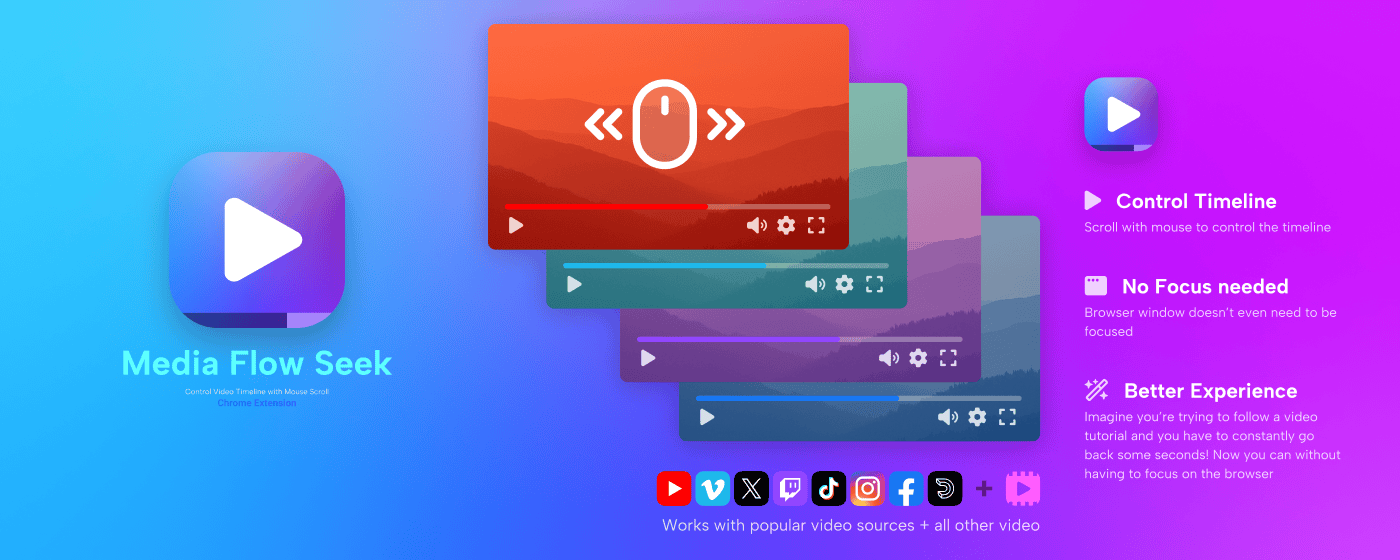 Media Flow Seek
Control Video Timeline with Mouse Scroll
Chrome Extension
Works with popular video sources + all other video
Control Timeline
Scroll with mouse to control the timeline
No Focus needed
Browser window doesn't even need to be
focused
Better Experience
Imagine you're trying to follow a video
tutorial and you have to constantly go
back some seconds! Now you can without
having to focus on the browser